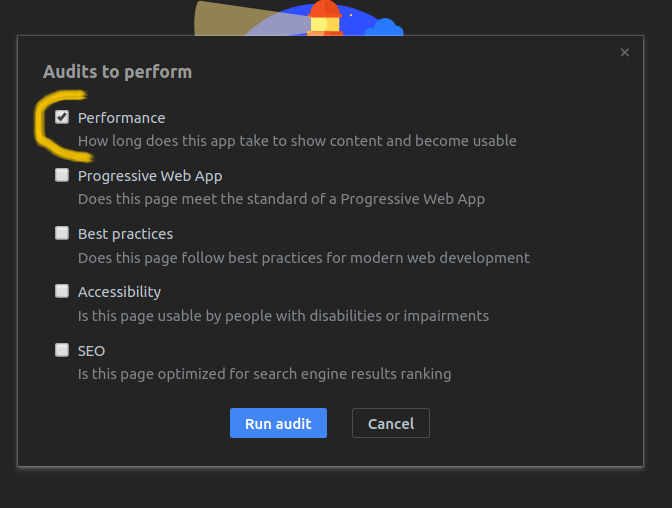 Audits to perform
Performance
How long does this app take to show content and become usable
Progressive Web App
Does this page meet the standard of a Progressive Web App
Best practices
Does this page follow best practices for modern web development
Accessibility
Is this page usable by people with disabilities or impairments
SEO
Is this page optimized for search engine results ranking
Run audit Cancel